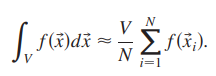 ∫_V f(x⃗)dx⃗ ≈ V/N ∑_{i=1}^{N} f(x⃗_i).